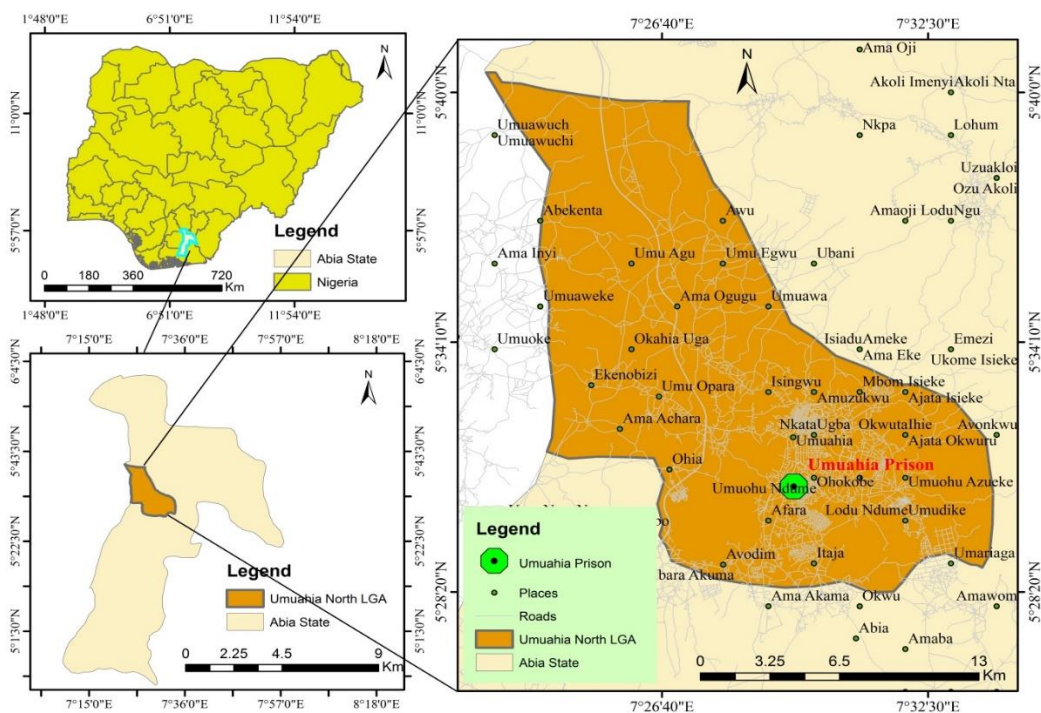 1°48'0"E
6°51'0"E
11°54'0"E
N
11°0'0"N
11°0'0"N
5°57'0"N
5°57'0"N
Legend
Abia State
Nigeria
0 180 360 720
Km
1°48'0"E
6°51'0"E
11°54'0"E
7°15'0"E
7°36'0"E
7°57'0"E
8°18'0"E
N
6°4'30"N
6°4'30"N
5°43'30"N
5°43'30"N
5°22'30"N
5°22'30"N
5°1'30"N
5°1'30"N
Legend
Umuahia North LGA
Abia State
0 2.25 4.5 9
Km
7°15'0"E
7°36'0"E
7°57'0"E
8°18'0"E
7°26'40"E
7°32'30"E
N
5°40'0"N
5°40'0"N
5°34'10"N
5°34'10"N
5°28'20"N
5°28'20"N
Ama Oji
Akoli Imenyi
Akoli Nta
Umuawuch
Umuawuchi
Nkpa
Lohum
Uzuakloi
Ozu Akoli
Abekenta
Awu
Amaoji Lodu
Ngu
Ama Inyi
Umu Agu
Umu Egwu
Ubani
Umuaweke
Ama Ogugu
Umuawa
Umuoke
Okahia Uga
Isiadu
Ameke
Ama Eke
Emezi
Ukome Isieke
Ekenobizi
Umu Opara
Isingwu
Amuzukwu
Mbom Isieke
Ajata Isieke
Ama Achara
Nkata
Ugba
Umuahia
Okwuta
Ihie
Ajata Okwuru
Avonkwu
Ohia
Umuahia Prison
Umuohu Ndume
Ohokobe
Umuohu Azueke
Afara
Lodu Ndume
Umudike
Avodim
Itaja
Umariaga
bara Akuma
Ama Akama
Okwu
Amawom
Abia
Amaba
Legend
Umuahia Prison
Places
Roads
Umuahia North LGA
Abia State
0 3.25 6.5 13
Km
7°26'40"E
7°32'30"E